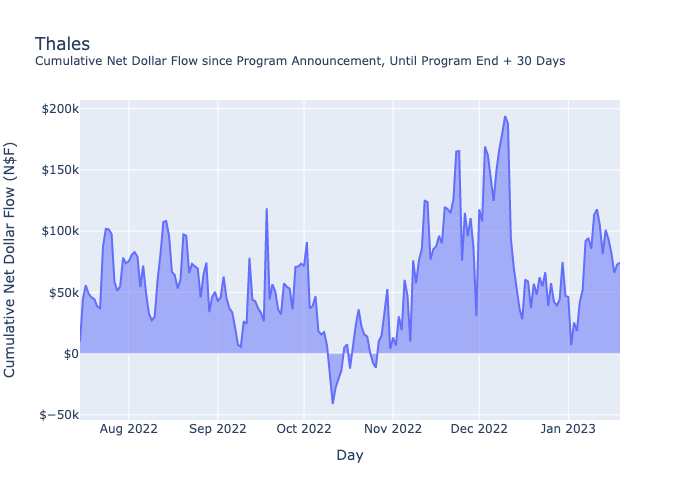 Thales
Cumulative Net Dollar Flow since Program Announcement, Until Program End + 30 Days
Cumulative Net Dollar Flow (N$F)
$200k
$150k
$100k
$50k
$0
$−50k
Aug 2022 Sep 2022 Oct 2022 Nov 2022 Dec 2022 Jan 2023
Day